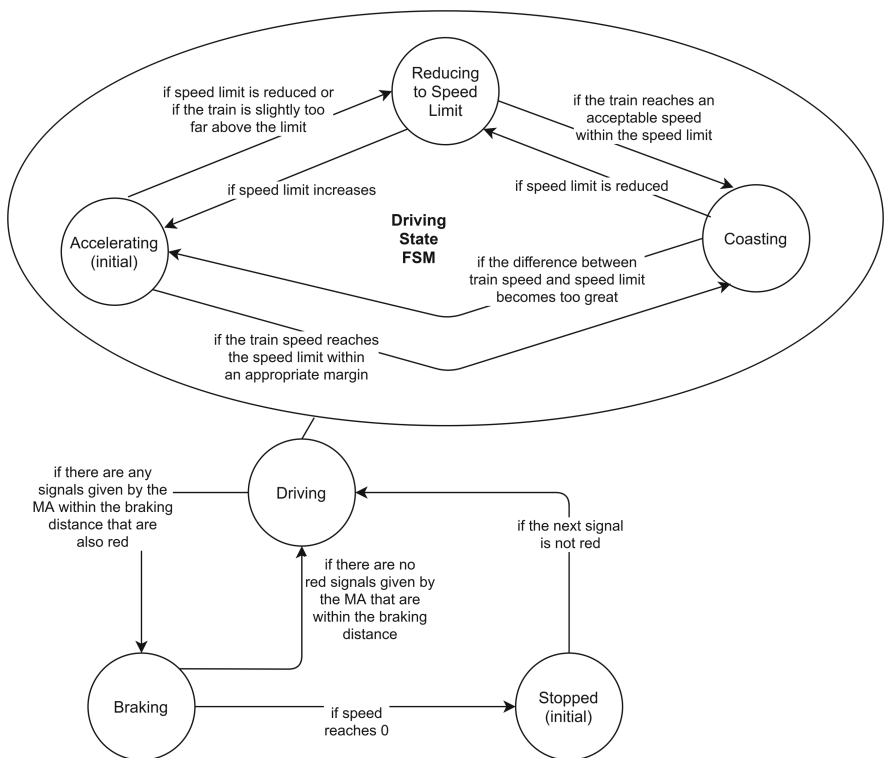 Reducing
to Speed
Limit
if speed limit is reduced or
if the train is slightly too
far above the limit
if the train reaches an
acceptable speed
within the speed limit
if speed limit increases
if speed limit is reduced
Driving
State
FSM
Accelerating
(initial)
Coasting
if the difference between
train speed and speed limit
becomes too great
if the train speed reaches
the speed limit within
an appropriate margin
if there are any
signals given by the
MA within the braking
distance that are
also red
Driving
if the next signal
is not red
if there are no
red signals given by
the MA that are
within the braking
distance
Braking
if speed
reaches 0
Stopped
(initial)